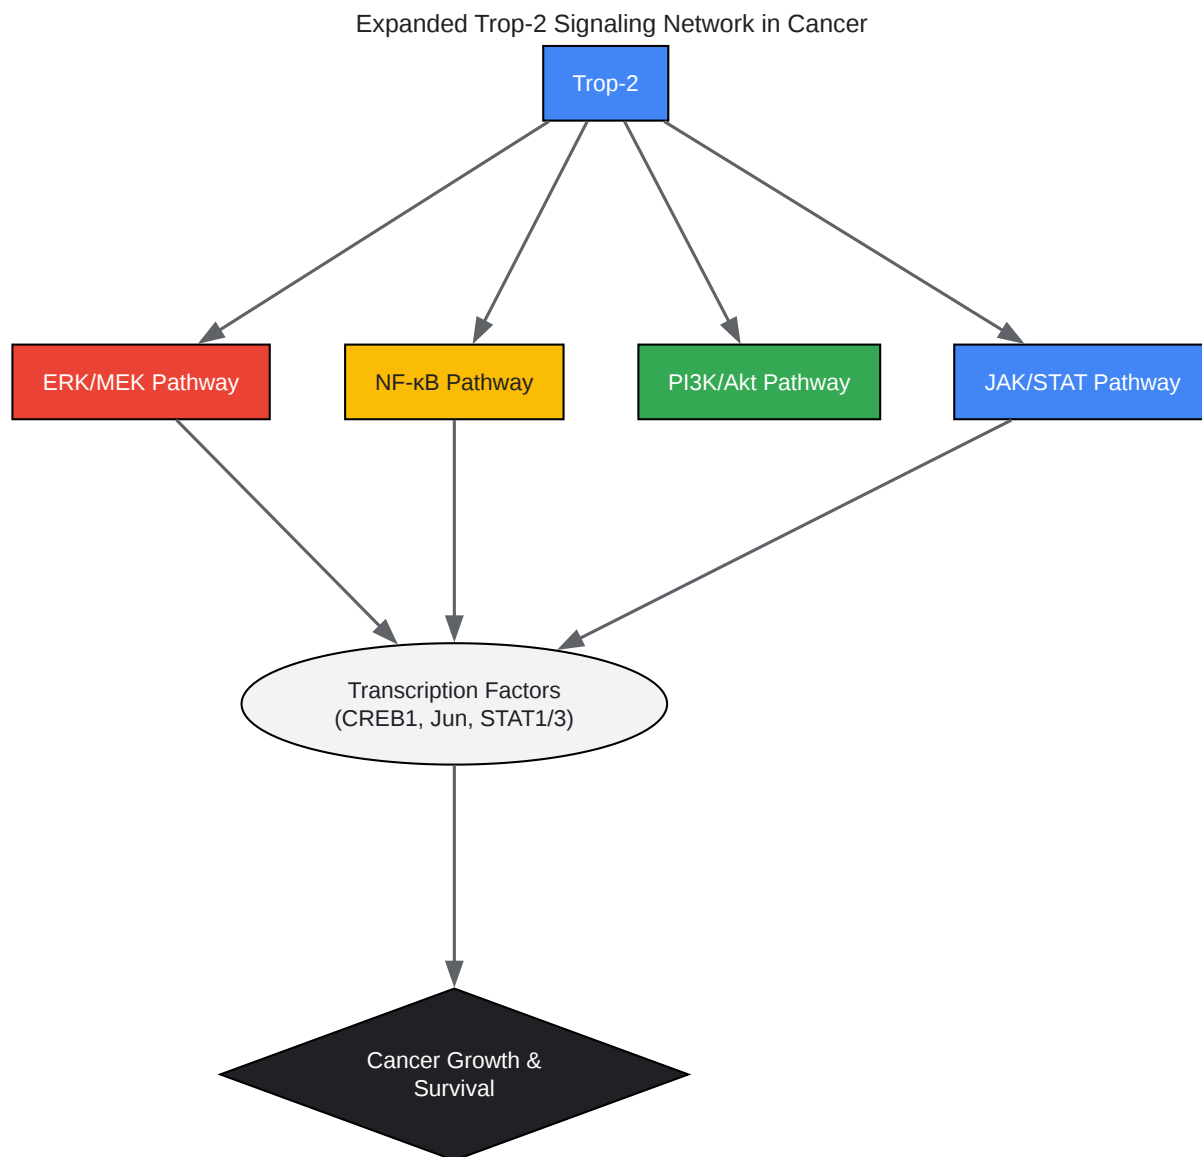 Expanded Trop-2 Signaling Network in Cancer
Trop-2
ERK/MEK Pathway
NF-κB Pathway
PI3K/Akt Pathway
JAK/STAT Pathway
Transcription Factors
(CREB1, Jun, STAT1/3)
Cancer Growth &
Survival